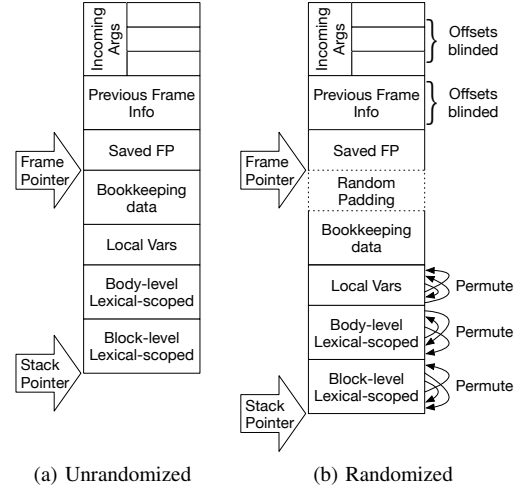 Incoming
Args
Previous Frame
Info
Saved FP
Frame
Pointer
Bookkeeping
data
Local Vars
Body-level
Lexical-scoped
Block-level
Lexical-scoped
Stack
Pointer
(a) Unrandomized
Incoming
Args
Offsets
blinded
Previous Frame
Info
Offsets
blinded
Saved FP
Frame
Pointer
Random
Padding
Bookkeeping
data
Local Vars
Permute
Body-level
Lexical-scoped
Permute
Block-level
Lexical-scoped
Permute
Stack
Pointer
(b) Randomized